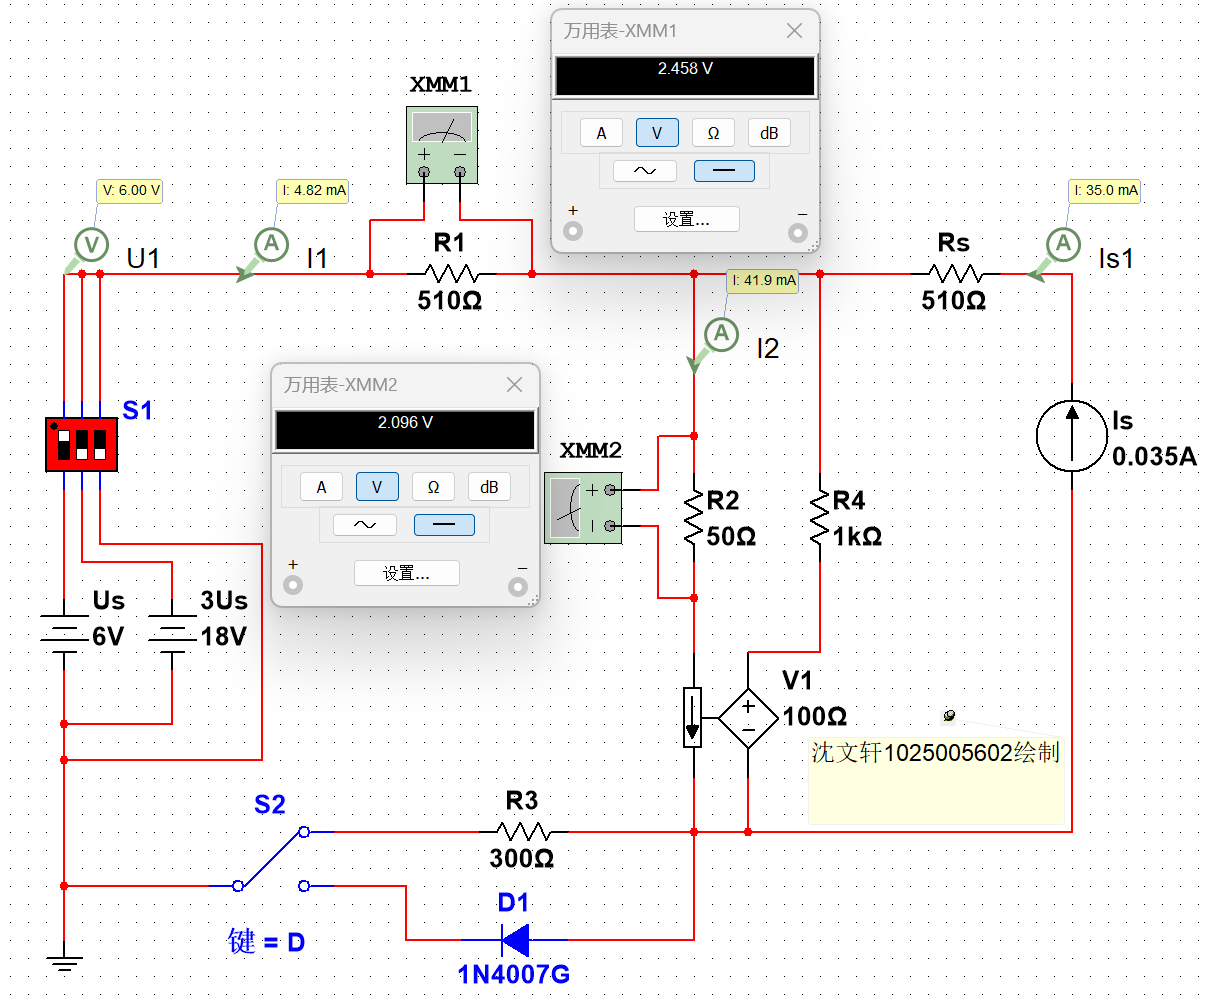 万用表-XMM1
2.458 V
A V Ω dB
设置...
+ −
XMM1
+ −
V: 6.00 V
I: 4.82 mA
I: 35.0 mA
V
U1
A
I1
R1
510Ω
I: 41.9 mA
A
I2
Rs
510Ω
A
Is1
万用表-XMM2
2.096 V
A V Ω dB
设置...
+ −
S1
XMM2
+ −
R2
50Ω
R4
1kΩ
Is
0.035A
Us
6V
3Us
18V
V1
100Ω
+
−
沈文轩1025005602绘制
S2
键 = D
R3
300Ω
D1
1N4007G